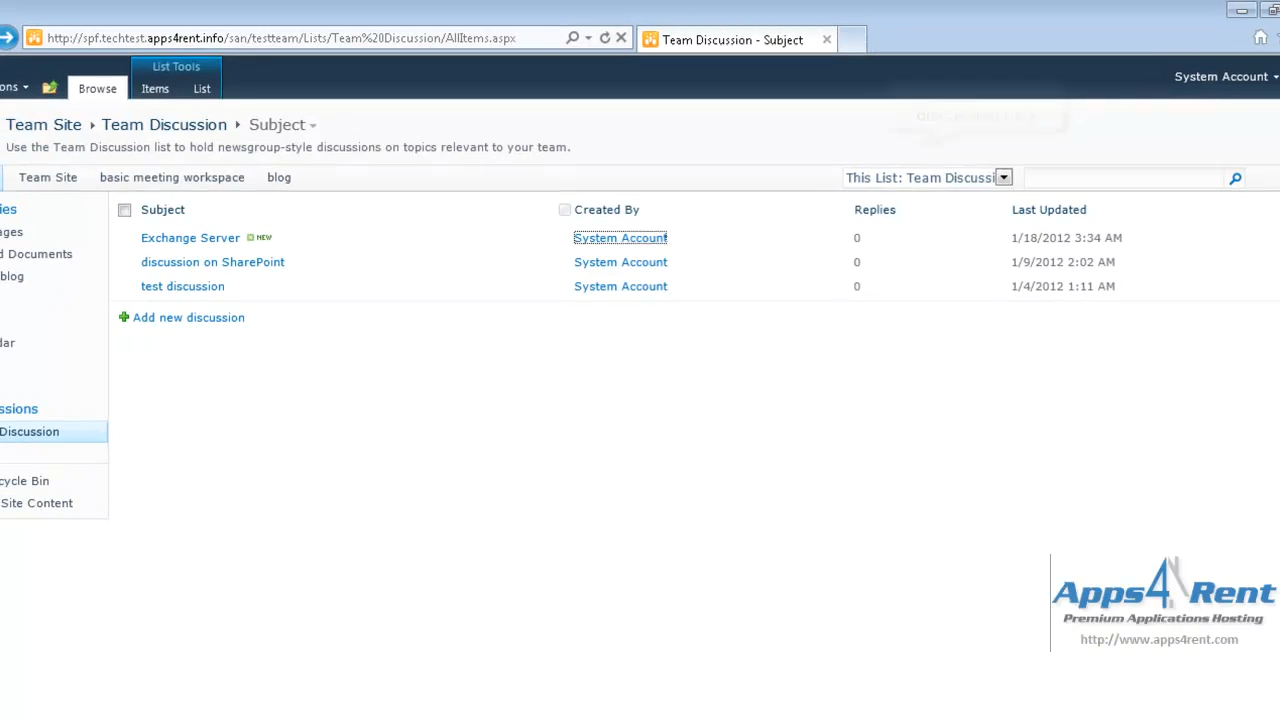 http://spf.techtest.apps4rent.info/san/testteam/Lists/Team%20Discussion/AllItems.aspx
Team Discussion - Subject
List Tools
System Account
ons
Browse
Items
List
Team Site
Team Discussion
Subject
Use the Team Discussion list to hold newsgroup-style discussions on topics relevant to your team.
Team Site
basic meeting workspace
blog
This List: Team Discussi
ies
Subject
Created By
Replies
Last Updated
ages
Exchange Server NEW
System Account
0
1/18/2012 3:34 AM
d Documents
discussion on SharePoint
System Account
0
1/9/2012 2:02 AM
blog
test discussion
System Account
0
1/4/2012 1:11 AM
Add new discussion
dar
ssions
Discussion
cycle Bin
Site Content
Apps4Rent
Premium Applications Hosting
http://www.apps4rent.com